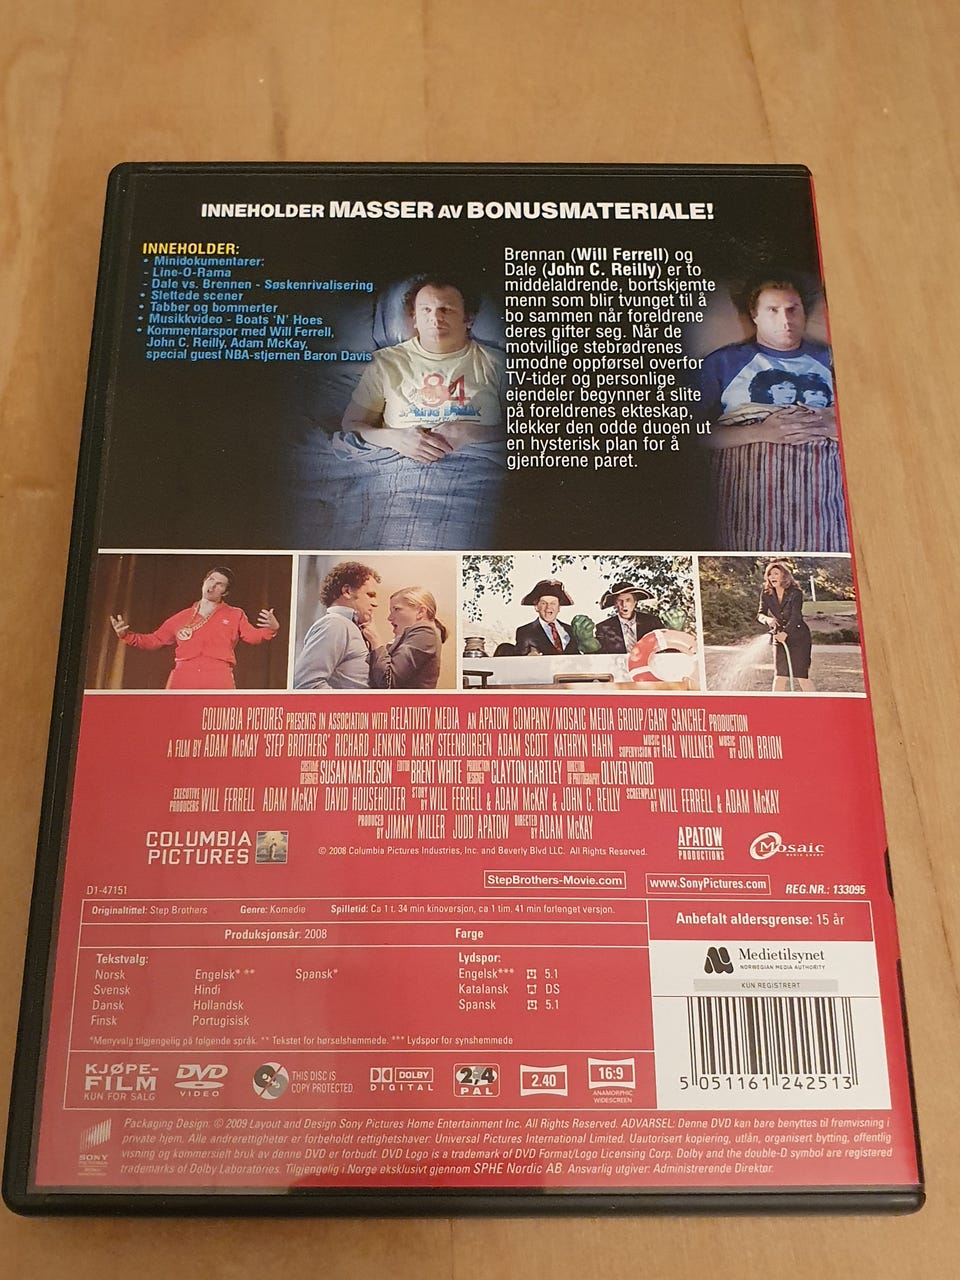 INNEHOLDER MASSER AV BONUSMATERIALE!
INNEHOLDER:
• Minidokumentarer:
- Line-O-Rama
- Dale vs. Brennen - Søskenrivalisering
• Slettede scener
• Tabber og bommerter
• Musikkvideo - Boats 'N' Hoes
• Kommentarspor med Will Ferrell,
John C. Reilly, Adam McKay,
special guest NBA-stjernen Baron Davis
Brennan (Will Ferrell) og
Dale (John C. Reilly) er to
middelaldrende, bortskjemte
menn som blir tvunget til å
bo sammen når foreldrene
deres gifter seg. Når de
motvillige stebrødrenes
umodne oppførsel overfor
TV-tider og personlige
eiendeler begynner å slite
på foreldrenes ekteskap,
klekker den odde duoen ut
en hysterisk plan for å
gjenforene paret.
84
COLUMBIA PICTURES PRESENTS IN ASSOCIATION WITH RELATIVITY MEDIA AN APATOW COMPANY/MOSAIC MEDIA GROUP/GARY SANCHEZ PRODUCTION
A FILM BY ADAM McKAY 'STEP BROTHERS' RICHARD JENKINS MARY STEENBURGEN ADAM SCOTT KATHRYN HAHN MUSIC SUPERVISION BY HAL WILLNER MUSIC BY JON BRION
COSTUME DESIGNER SUSAN MATHESON EDITOR BRENT WHITE PRODUCTION DESIGNER CLAYTON HARTLEY DIRECTOR OF PHOTOGRAPHY OLIVER WOOD
EXECUTIVE PRODUCERS WILL FERRELL ADAM McKAY DAVID HOUSEHOLTER STORY BY WILL FERRELL & ADAM McKAY & JOHN C. REILLY SCREENPLAY BY WILL FERRELL & ADAM McKAY
PRODUCED BY JIMMY MILLER JUDD APATOW DIRECTED BY ADAM McKAY
COLUMBIA
PICTURES
© 2008 Columbia Pictures Industries, Inc. and Beverly Blvd LLC. All Rights Reserved.
APATOW
PRODUCTIONS
Mosaic
MEDIA GROUP
StepBrothers-Movie.com
www.SonyPictures.com
D1-47151
REG.NR.: 133095
Originaltittel: Step Brothers Genre: Komedie Spilletid: Ca 1 t. 34 min kinoversjon, ca 1 tim, 41 min forlenget versjon.
Produksjonsår: 2008 Farge
Anbefalt aldersgrense: 15 år
Tekstvalg:
Norsk Engelsk* ** Spansk*
Svensk Hindi
Dansk Hollandsk
Finsk Portugisisk
Lydspor:
Engelsk*** 5.1
Katalansk DS
Spansk 5.1
*Menyvalg tilgjengelig på følgende språk. ** Tekstet for hørselshemmede. *** Lydspor for synshemmede
Medietilsynet
NORWEGIAN MEDIA AUTHORITY
KUN REGISTRERT
5 051161 242513
KJØPE-
FILM
KUN FOR SALG
DVD
VIDEO
THIS DISC IS
COPY PROTECTED
DOLBY
DIGITAL
2,4
PAL
2.40
16:9
ANAMORPHIC
WIDESCREEN
SONY
PICTURES
Packaging Design. © 2009 Layout and Design Sony Pictures Home Entertainment Inc. All Rights Reserved. ADVARSEL: Denne DVD kan bare benyttes til fremvisning i
private hjem. Alle andrerettigheter er forbeholdt rettighetshaver: Universal Pictures International Limited. Uautorisert kopiering, utlån, organisert bytting, offentlig
visning og kommersielt bruk av denne DVD er forbudt. DVD Logo is a trademark of DVD Format/Logo Licensing Corp. Dolby and the double-D symbol are registered
trademarks of Dolby Laboratories. Tilgjengelig i Norge eksklusivt gjennom SPHE Nordic AB. Ansvarlig utgiver: Administrerende Direktør.